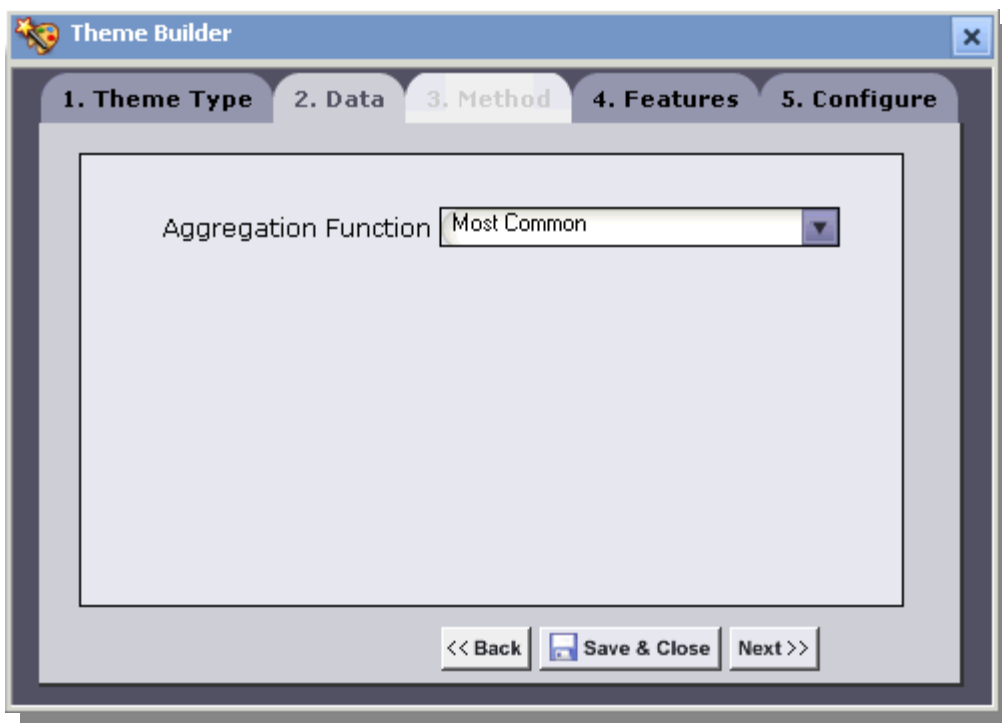 Theme Builder
1. Theme Type 2. Data 3. Method 4. Features 5. Configure
Aggregation Function Most Common
<< Back Save & Close Next >>